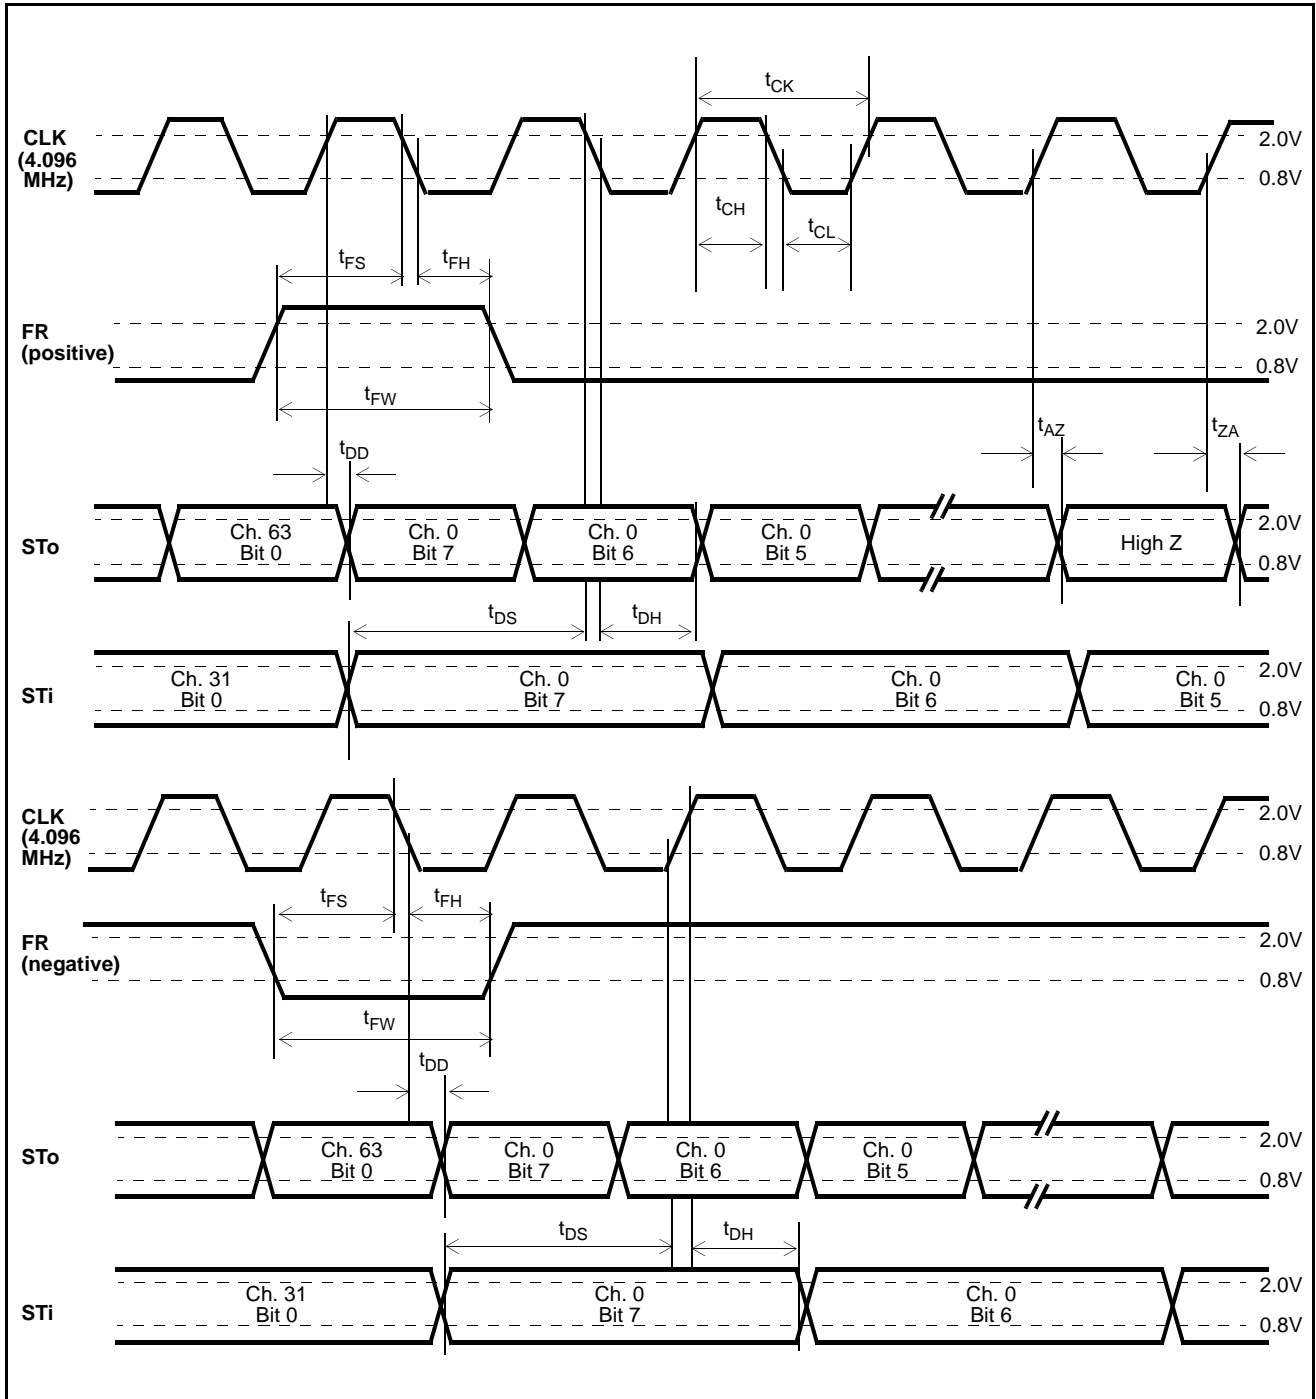 tCK
CLK
(4.096
MHz)
2.0V
0.8V
tCH
tCL
tFS
tFH
FR
(positive)
2.0V
0.8V
tFW
tAZ
tZA
tDD
STo
Ch. 63
Bit 0
Ch. 0
Bit 7
Ch. 0
Bit 6
Ch. 0
Bit 5
High Z
2.0V
0.8V
tDS
tDH
STi
Ch. 31
Bit 0
Ch. 0
Bit 7
Ch. 0
Bit 6
Ch. 0
Bit 5
2.0V
0.8V
CLK
(4.096
MHz)
2.0V
0.8V
tFS
tFH
FR
(negative)
2.0V
0.8V
tFW
tDD
STo
Ch. 63
Bit 0
Ch. 0
Bit 7
Ch. 0
Bit 6
Ch. 0
Bit 5
2.0V
0.8V
tDS
tDH
STi
Ch. 31
Bit 0
Ch. 0
Bit 7
Ch. 0
Bit 6
2.0V
0.8V